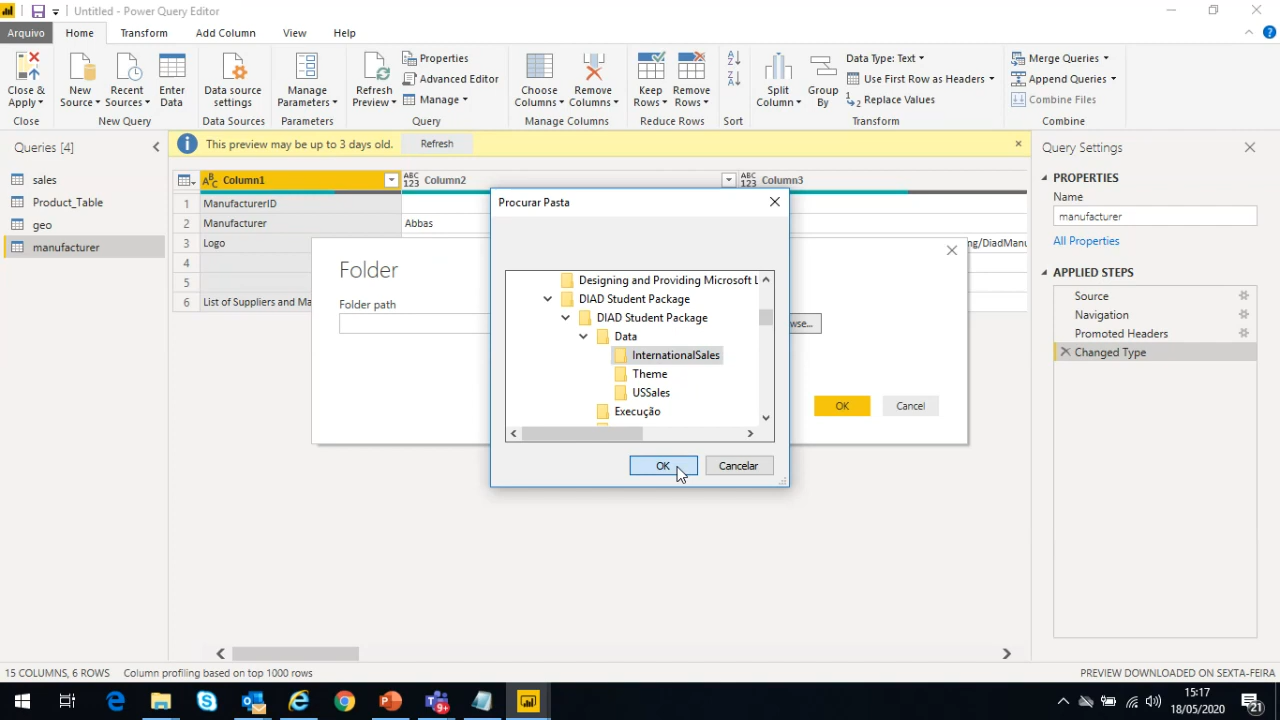 Untitled - Power Query Editor
Arquivo Home Transform Add Column View Help
Close & Apply
New Source
Recent Sources
Enter Data
Data source settings
Manage Parameters
Refresh Preview
Properties
Advanced Editor
Manage
Choose Columns
Remove Columns
Keep Rows
Remove Rows
A Z
Z A
Split Column
Group By
Data Type: Text
Use First Row as Headers
Replace Values
Merge Queries
Append Queries
Combine Files
Close New Query Data Sources Parameters Query Manage Columns Reduce Rows Sort Transform Combine
Queries [4]
sales
Product_Table
geo
manufacturer
This preview may be up to 3 days old. Refresh
ABC Column1 ABC 123 Column2 ABC 123 Column3
1 ManufacturerID
2 Manufacturer Abbas
3 Logo ng/DiadManu
4
5
6 List of Suppliers and Ma
Folder
Folder path
wse...
OK Cancel
Procurar Pasta
Designing and Providing Microsoft L
DIAD Student Package
DIAD Student Package
Data
InternationalSales
Theme
USSales
Execução
OK Cancelar
Query Settings
PROPERTIES
Name
manufacturer
All Properties
APPLIED STEPS
Source
Navigation
Promoted Headers
Changed Type
15 COLUMNS, 6 ROWS Column profiling based on top 1000 rows PREVIEW DOWNLOADED ON SEXTA-FEIRA
15:17
18/05/2020
21